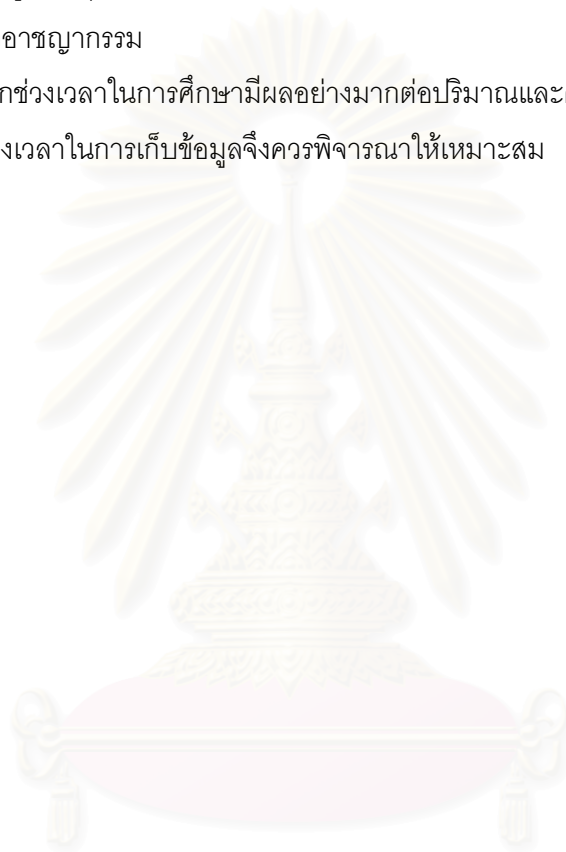 อาชญากรรม
กช่วงเวลาในการศึกษามีผลอย่างมากต่อปริมาณและ
งเวลาในการเก็บข้อมูลจึงควรพิจารณาให้เหมาะสม